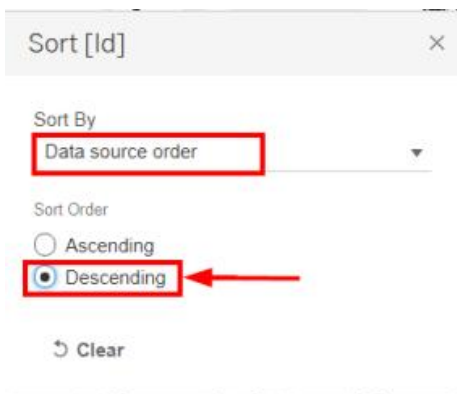 Sort [Id]
Sort By
Data source order
Sort Order
Ascending
Descending
Clear